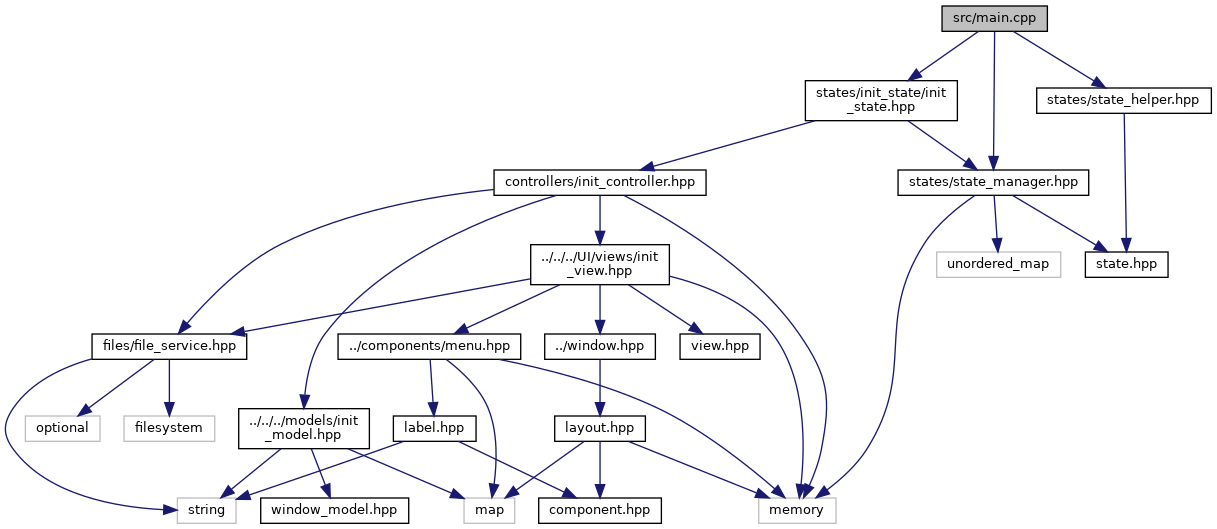 src/main.cpp
states/init_state/init
_state.hpp
states/state_helper.hpp
controllers/init_controller.hpp
states/state_manager.hpp
../../../UI/views/init
_view.hpp
unordered_map
state.hpp
files/file_service.hpp
../components/menu.hpp
../window.hpp
view.hpp
optional
filesystem
../../../models/init
_model.hpp
label.hpp
layout.hpp
string
window_model.hpp
map
component.hpp
memory